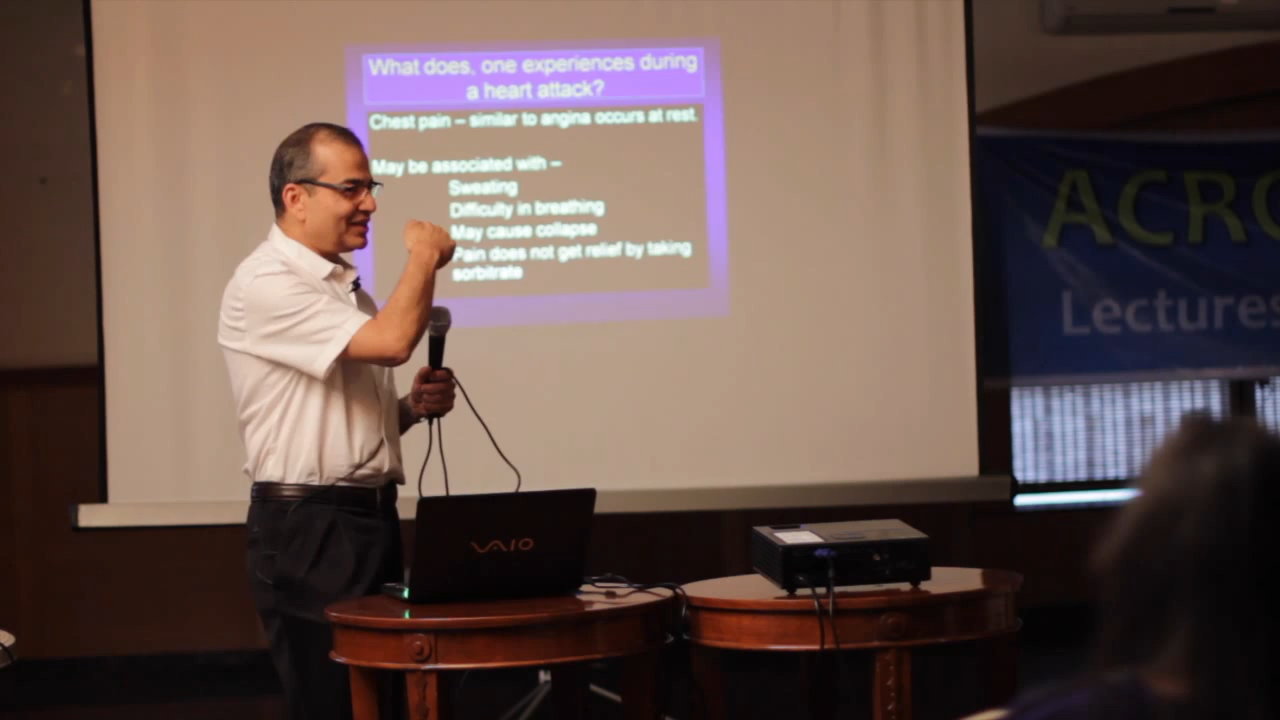 What does, one experiences during
a heart attack?
Chest pain – similar to angina occurs at rest.
May be associated with –
Sweating
Difficulty in breathing
May cause collapse
Pain does not get relief by taking
sorbitrate
VAIO
Lectures